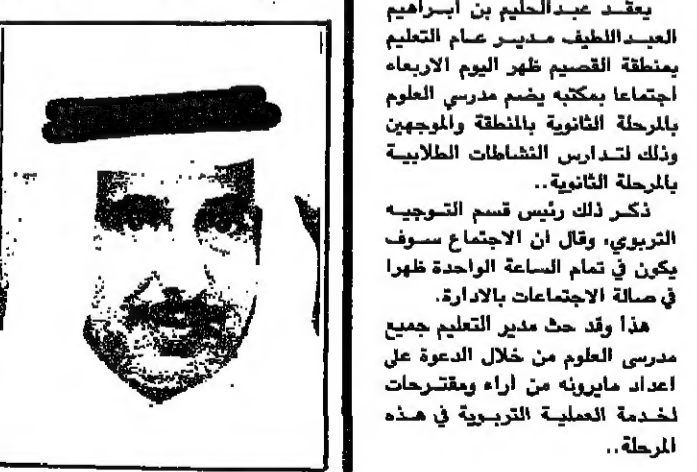 يعقد عبدالحليم بن ابراهيم
العبداللطيف مدير عام التعليم
بمنطقة القصيم ظهر اليوم الاربعاء
اجتماعا بمكتبه يضم مدرسي العلوم
بالمرحلة الثانوية بالمنطقة والموجهين
وذلك لتدارس النشاطات الطلابية
بالمرحلة الثانوية..
ذكر ذلك رئيس قسم التوجيه
التربوي، وقال ان الاجتماع سوف
يكون في تمام الساعة الواحدة ظهرا
في صالة الاجتماعات بالادارة.
هذا وقد حث مدير التعليم جميع
مدرسى العلوم من خلال الدعوة على
اعداد مايرونه من أراء ومقترحات
لخدمة العملية التربوية في هذه
المرحلة..